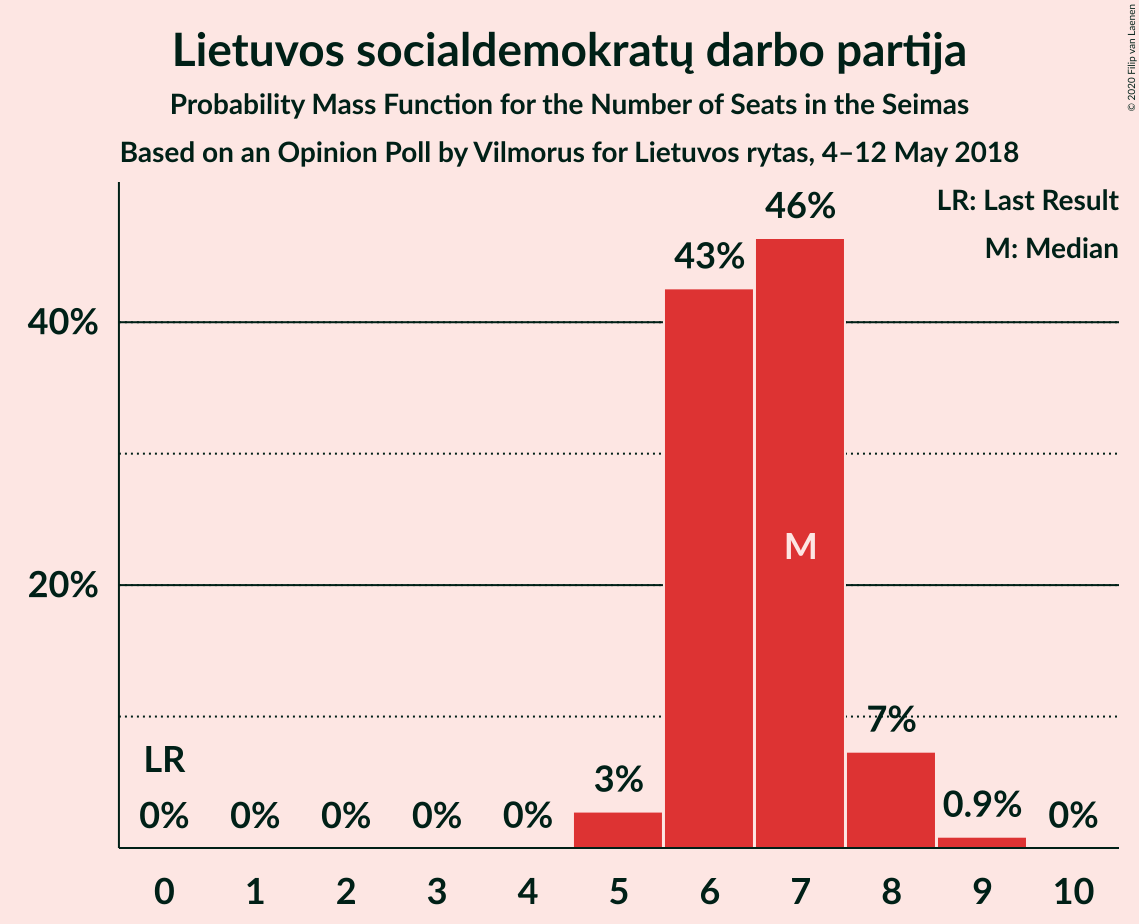 Lietuvos socialdemokratų darbo partija
Probability Mass Function for the Number of Seats in the Seimas
Based on an Opinion Poll by Vilmorus for Lietuvos rytas, 4–12 May 2018
© 2020 Filip van Laenen
LR: Last Result
M: Median
46%
43%
40%
M
20%
7%
LR
3%
0% 0% 0% 0% 0% 0.9% 0%
0 1 2 3 4 5 6 7 8 9 10